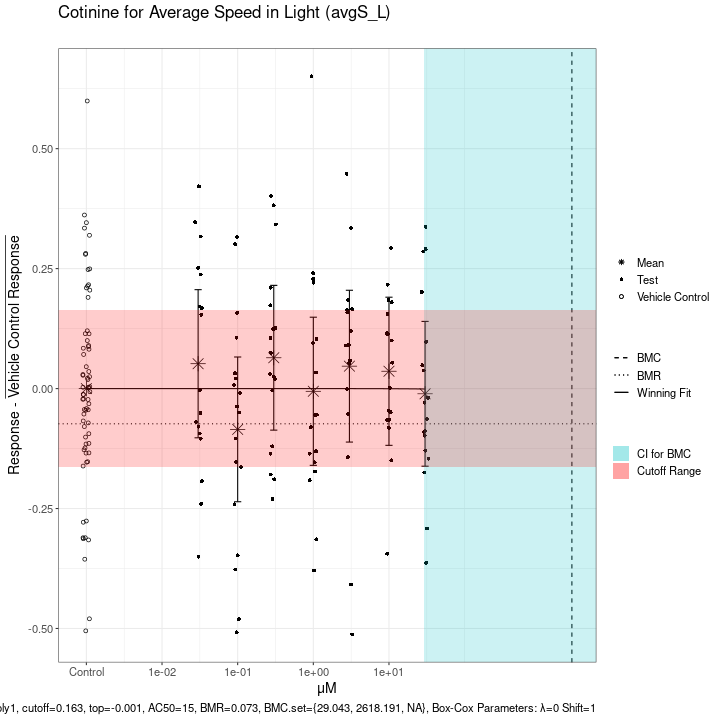 Cotinine for Average Speed in Light (avgS_L)
Response - Vehicle Control Response
0.50
0.25
0.00
-0.25
-0.50
Control
1e-02
1e-01
1e+00
1e+01
µM
Mean
Test
Vehicle Control
BMC
BMR
Winning Fit
CI for BMC
Cutoff Range
oly1, cutoff=0.163, top=-0.001, AC50=15, BMR=0.073, BMC.set={29.043, 2618.191, NA}, Box-Cox Parameters: λ=0 Shift=1